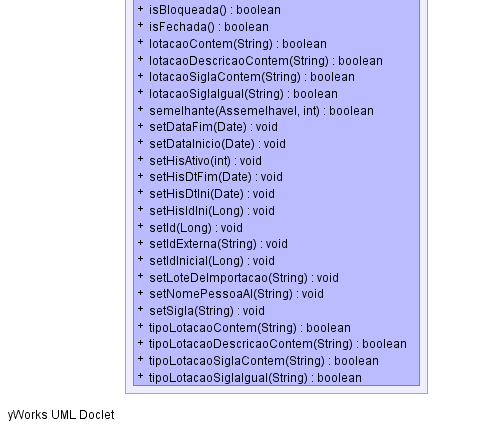 + isBloqueada() : boolean
+ isFechada() : boolean
+ lotacaoContem(String) : boolean
+ lotacaoDescricaoContem(String) : boolean
+ lotacaoSiglaContem(String) : boolean
+ lotacaoSiglaIgual(String) : boolean
+ semelhante(Assemelhavel, int) : boolean
+ setDataFim(Date) : void
+ setDataInicio(Date) : void
+ setHisAtivo(int) : void
+ setHisDtFim(Date) : void
+ setHisDtIni(Date) : void
+ setHisIdIni(Long) : void
+ setId(Long) : void
+ setIdExterna(String) : void
+ setIdInicial(Long) : void
+ setLoteDeImportacao(String) : void
+ setNomePessoaAI(String) : void
+ setSigla(String) : void
+ tipoLotacaoContem(String) : boolean
+ tipoLotacaoDescricaoContem(String) : boolean
+ tipoLotacaoSiglaContem(String) : boolean
+ tipoLotacaoSiglaIgual(String) : boolean
yWorks UML Doclet